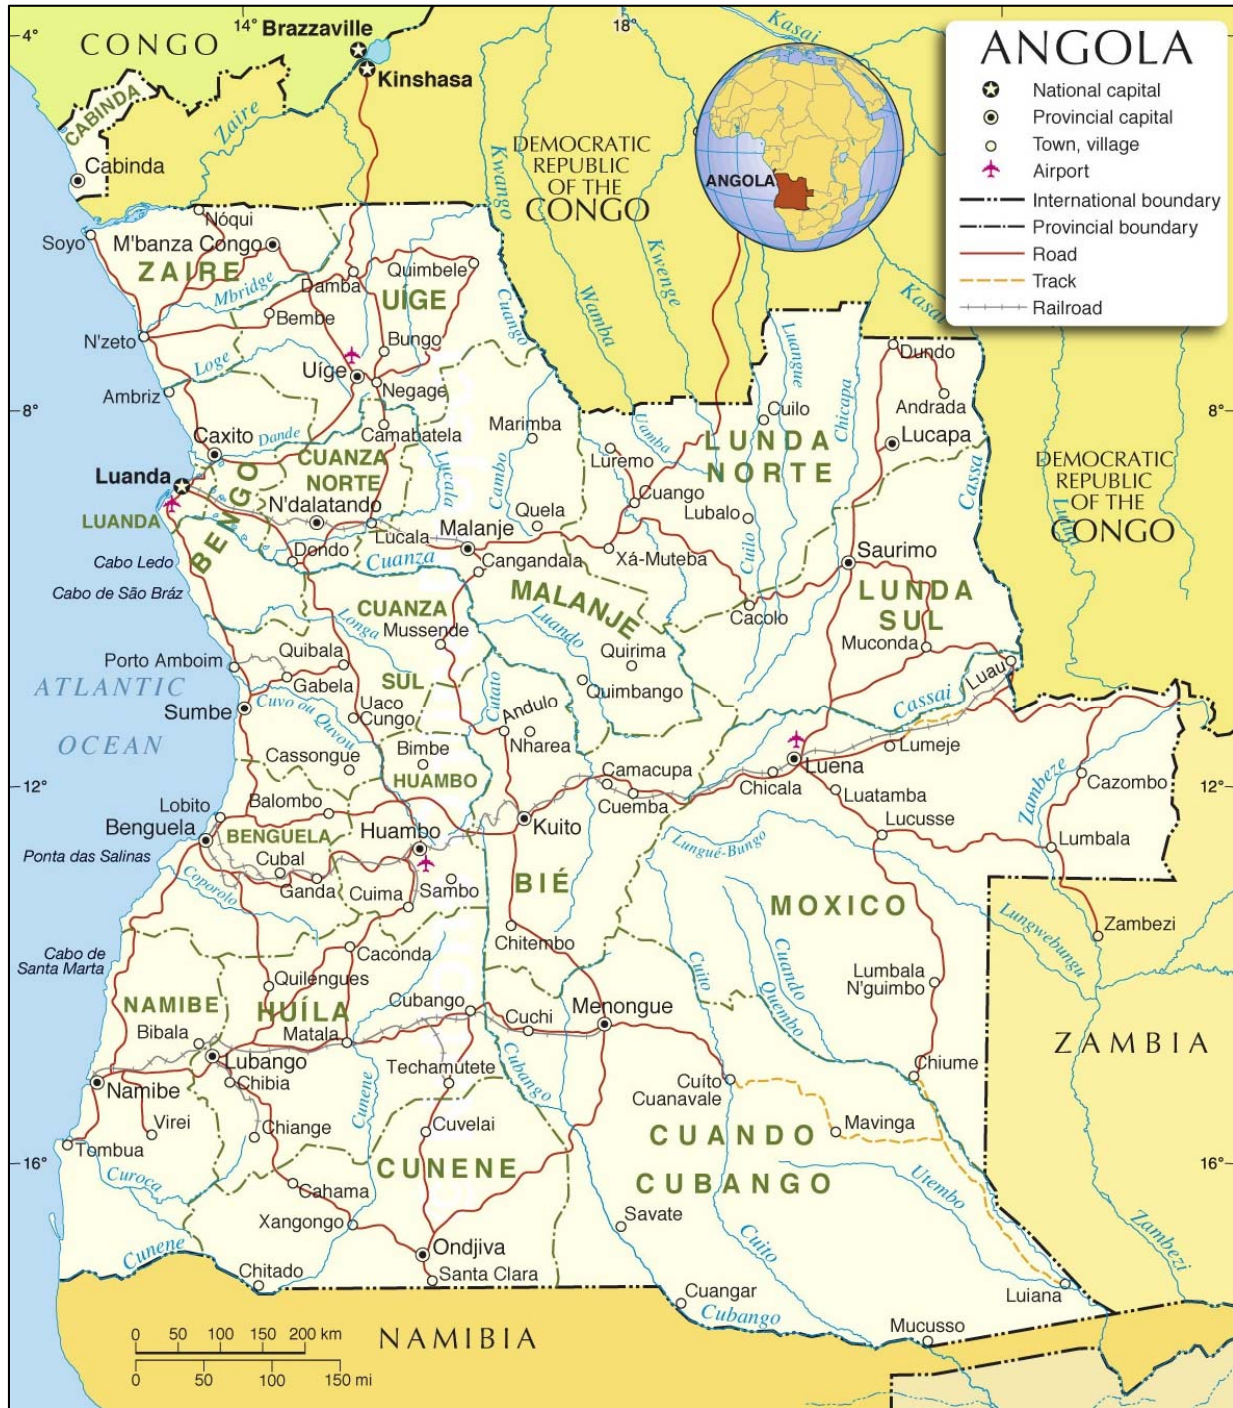 4°
14°
18°
CONGO
Brazzaville
Kinshasa
Kasai
ANGOLA
National capital
Provincial capital
Town, village
Airport
International boundary
Provincial boundary
Road
Track
Railroad
CABINDA
Cabinda
Zaire
Kwango
DEMOCRATIC
REPUBLIC
OF THE
CONGO
ANGOLA
Kwenge
Wamba
Kasai
Nóqui
Soyo
M'banza Congo
ZAIRE
Mbridge
Damba
Quimbele
UÍGE
Cuango
Bembe
N'zeto
Bungo
Luangue
Chicapa
Dundo
Loge
Uíge
Negage
Ambriz
Andrada
8°
8°
Marimba
Cuilo
Caxito
Dande
Camabatela
Uamba
LUNDA
NORTE
Lucapa
Luremo
CUANZA
NORTE
Lucala
Cambo
Cassa
DEMOCRATIC
REPUBLIC
OF THE
CONGO
Luanda
BENGO
N'dalatando
Cuango
Lubalo
Quela
LUANDA
Lucala
Malanje
Cabo Ledo
Dondo
Cuanza
Cangandala
Xá-Muteba
Cuilo
Saurimo
Cabo de São Bráz
MALANJE
LUNDA
SUL
CUANZA
Cacolo
Longa
Mussende
Luando
Muconda
Porto Amboim
Quibala
Quirima
Luau
ATLANTIC
OCEAN
Gabela
SUL
Quimbango
Cassai
Sumbe
Cuvo ou Quvou
Uaco
Cungo
Cutato
Andulo
Nharea
Bimbe
Lumeje
Cassongue
HUAMBO
Luena
Camacupa
Chicala
Zambeze
Cazombo
12°
12°
Cuemba
Luatamba
Lobito
Balombo
Benguela
BENGUELA
Huambo
Kuito
Lucusse
Lumbala
Ponta das Salinas
Cubal
Lungué-Bungo
Ganda
Coporolo
Cuima
Sambo
BIÉ
MOXICO
Chitembo
Lungwebungu
Zambezi
Cabo de
Santa Marta
Caconda
Cuito
Cuando
Quembo
Lumbala
N'guimbo
Quilengues
NAMIBE
HUÍLA
Cubango
Cuchi
Menongue
Bibala
Matala
ZAMBIA
Lubango
Chibia
Techamutete
Cubango
Cuíto
Cuanavale
Chiume
Namibe
Cunene
Virei
Chiange
Cuvelai
Mavinga
Tombua
CUANDO
CUBANGO
16°
16°
CUNENE
Curoca
Cahama
Utembo
Xangongo
Savate
Ondjiva
Cuito
Zambezi
Cunene
Chitado
Santa Clara
Luiana
Cuangar
Cubango
Mucusso
NAMIBIA
0 50 100 150 200 km
0 50 100 150 mi